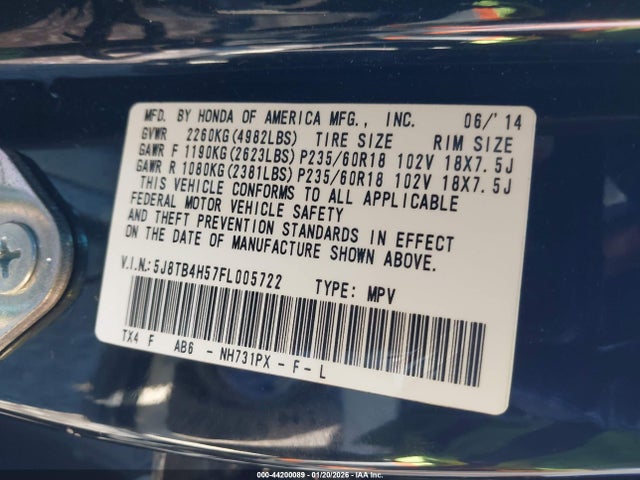 MFD. BY HONDA OF AMERICA MFG., INC. 06/'14
GVWR 2260KG(4982LBS) TIRE SIZE RIM SIZE
GAWR F 1190KG(2623LBS) P235/60R18 102V 18X7.5J
GAWR R 1080KG(2381LBS) P235/60R18 102V 18X7.5J
THIS VEHICLE CONFORMS TO ALL APPLICABLE
FEDERAL MOTOR VEHICLE SAFETY
AND THEFT PREVENTION STANDARDS IN EFFECT
ON THE DATE OF MANUFACTURE SHOWN ABOVE.
V.I.N.:5J8TB4H57FL005722 TYPE: MPV
TX4 F AB6 - NH731PX - F - L
000-44200089 - 01/20/2026 - IAAI.com